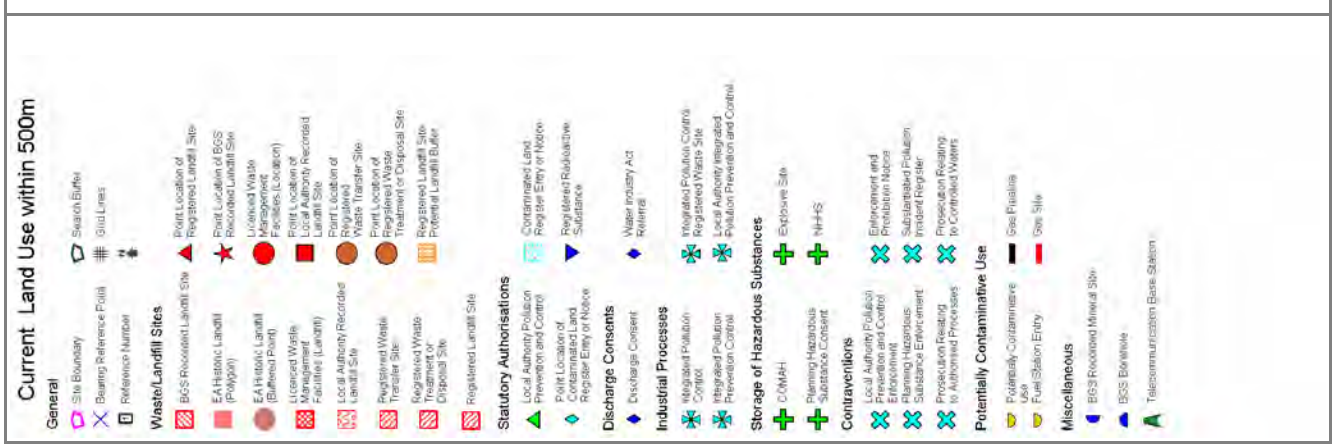 Current Land Use within 500m
General
Site Boundary
Search Buffer
Bearing Reference Point
Grid Lines
Reference Number
Waste/Landfill Sites
BGS Recorded Landfill Site
Point Location of
Registered Landfill Site
EA Historic Landfill
(Polygon)
Point Location of BGS
Recorded Landfill Site
EA Historic Landfill
(Buffered Point)
Licenced Waste
Management
Facilities (Location)
Licenced Waste
Management
Facilities (Landfill)
Point Location of
Local Authority Recorded
Landfill Site
Local Authority Recorded
Landfill Site
Point Location of
Registered
Waste Transfer Site
Registered Waste
Transfer Site
Point Location of
Registered Waste
Treatment or Disposal Site
Registered Waste
Treatment or
Disposal Site
Registered Landfill Site
Potential Landfill Buffer
Registered Landfill Site
Statutory Authorisations
Local Authority Pollution
Prevention and Control
Contaminated Land
Register Entry or Notice
Point Location of
Contaminated Land
Register Entry or Notice
Registered Radioactive
Substance
Discharge Consents
Discharge Consent
Water Industry Act
Referral
Industrial Processes
Integrated Pollution
Control
Integrated Pollution Control
Registered Waste Site
Integrated Pollution
Prevention Control
Local Authority Integrated
Pollution Prevention and Control
Storage of Hazardous Substances
COMAH
Explosive Site
Planning Hazardous
Substance Consent
NIHHS
Contraventions
Local Authority Pollution
Prevention and Control
Enforcement
Enforcement and
Prohibition Notice
Planning Hazardous
Substance Enforcement
Substantiated Pollution
Incident Register
Prosecution Relating
to Authorised Processes
Prosecution Relating
to Controlled Waters
Potentially Contaminative Use
Potentially Contaminative
Use
Gas Pipeline
Fuel Station Entry
Gas Site
Miscellaneous
BGS Recorded Mineral Site
BGS Borehole
Telecommunication Base Station